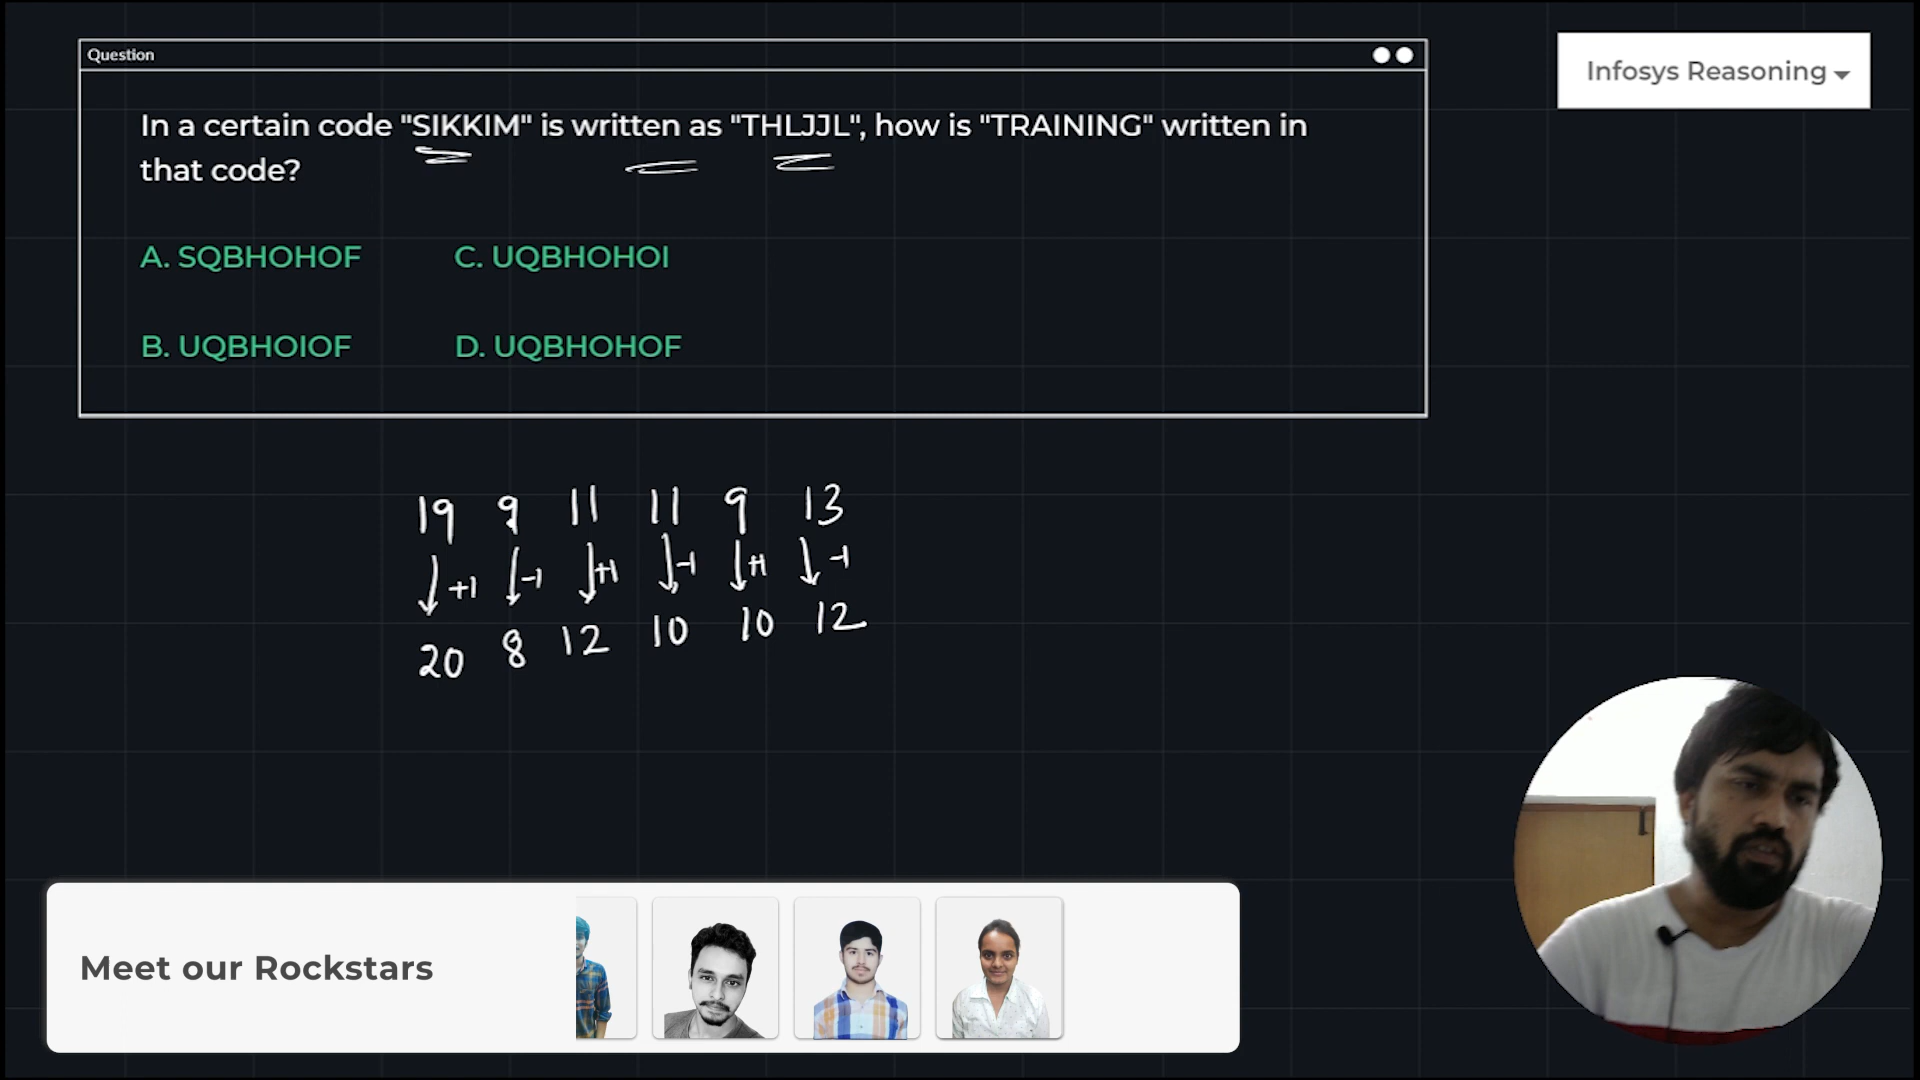 Question
Infosys Reasoning
In a certain code "SIKKIM" is written as "THLJJL", how is "TRAINING" written in
that code?
A. SQBHOHOF
C. UQBHOHOI
B. UQBHOIOF
D. UQBHOHOF
19 9 11 11 9 13
+1 -1 +1 -1 +1 -1
20 8 12 10 10 12
Meet our Rockstars